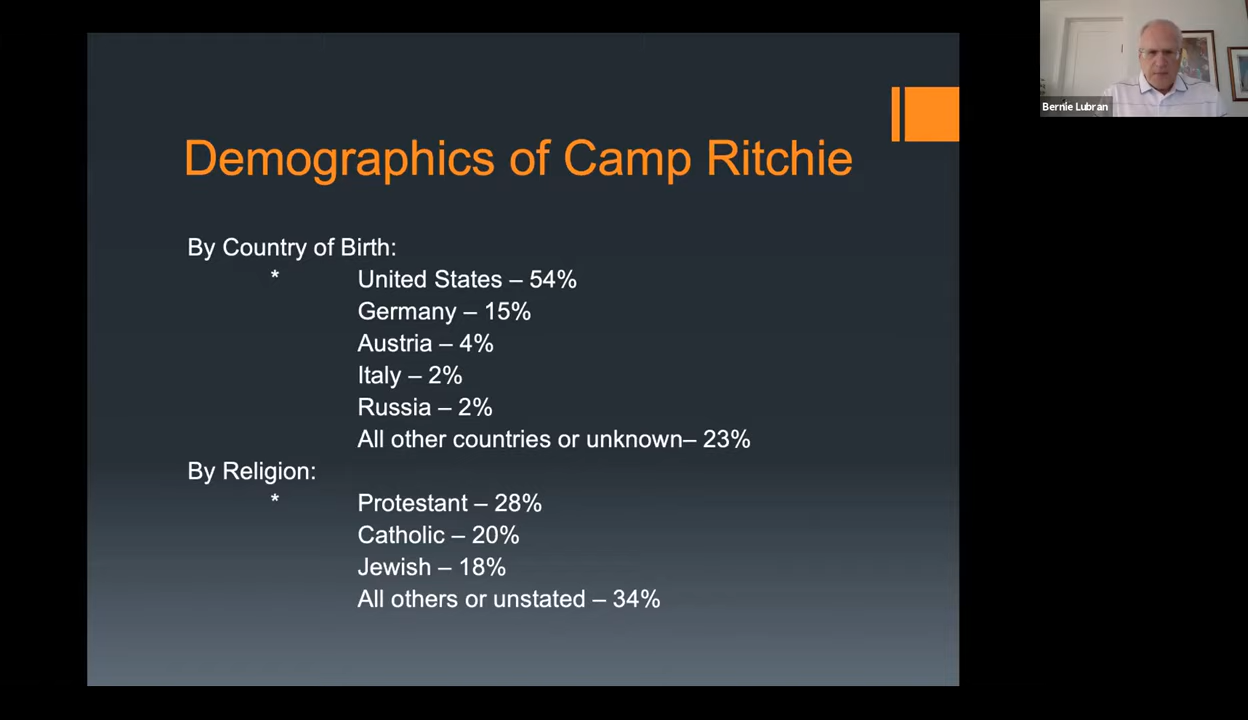 Demographics of Camp Ritchie
By Country of Birth:
* United States – 54%
Germany – 15%
Austria – 4%
Italy – 2%
Russia – 2%
All other countries or unknown– 23%
By Religion:
* Protestant – 28%
Catholic – 20%
Jewish – 18%
All others or unstated – 34%
Bernie Lubran